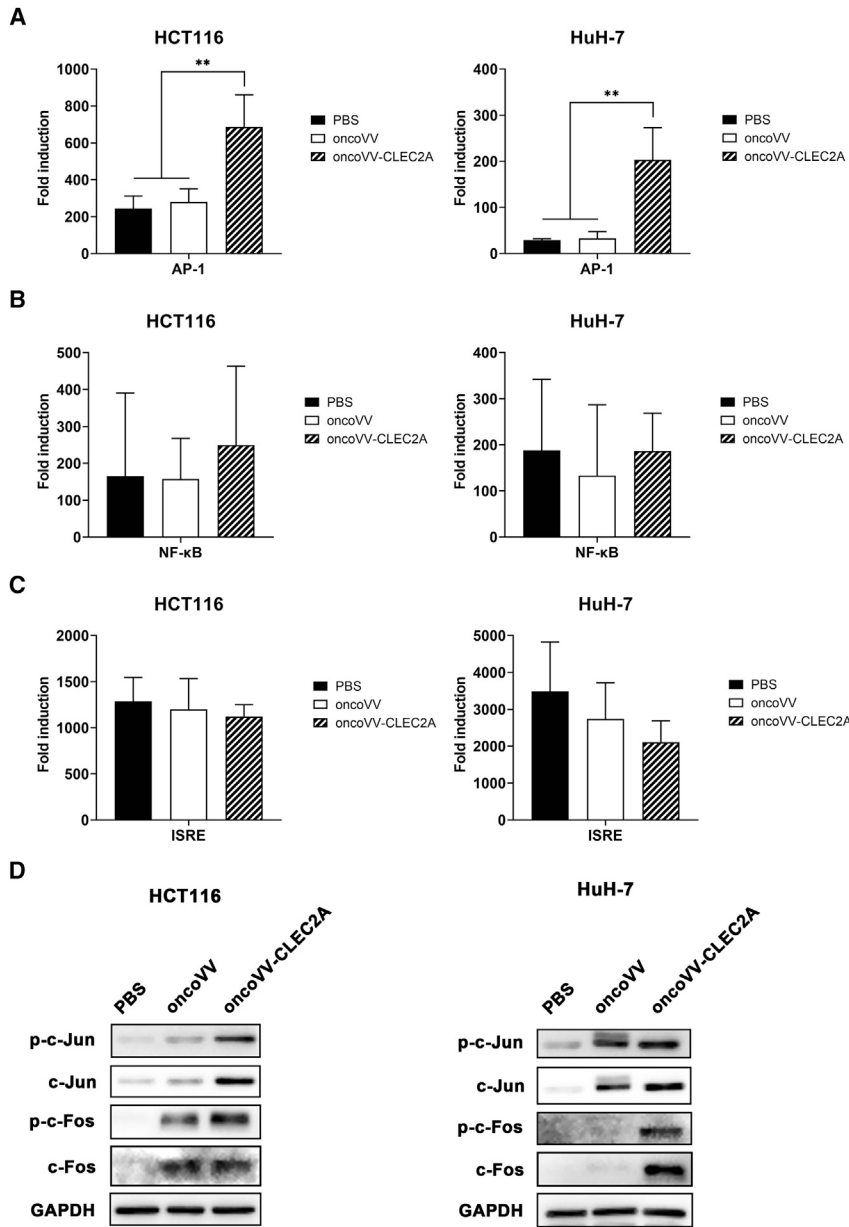 A
HCT116
Fold induction
1000
800
600
400
200
0
**
AP-1
PBS
oncoVV
oncoVV-CLEC2A
HuH-7
Fold induction
400
300
200
100
0
**
AP-1
PBS
oncoVV
oncoVV-CLEC2A
B
HCT116
Fold induction
500
400
300
200
100
0
NF-κB
PBS
oncoVV
oncoVV-CLEC2A
HuH-7
Fold induction
400
300
200
100
0
NF-κB
PBS
oncoVV
oncoVV-CLEC2A
C
HCT116
Fold induction
2000
1500
1000
500
0
ISRE
PBS
oncoVV
oncoVV-CLEC2A
HuH-7
Fold induction
5000
4000
3000
2000
1000
0
ISRE
PBS
oncoVV
oncoVV-CLEC2A
D
HCT116
PBS
oncoVV
oncoVV-CLEC2A
p-c-Jun
c-Jun
p-c-Fos
c-Fos
GAPDH
HuH-7
PBS
oncoVV
oncoVV-CLEC2A
p-c-Jun
c-Jun
p-c-Fos
c-Fos
GAPDH